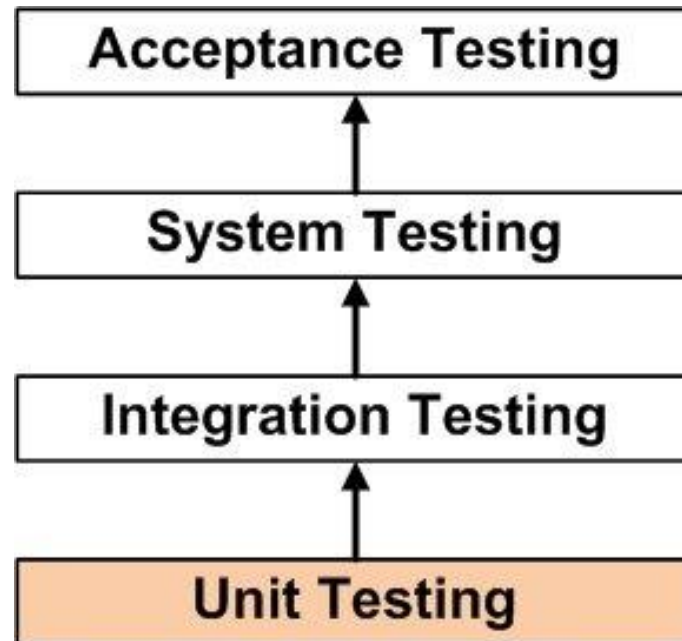 Acceptance Testing
System Testing
Integration Testing
Unit Testing